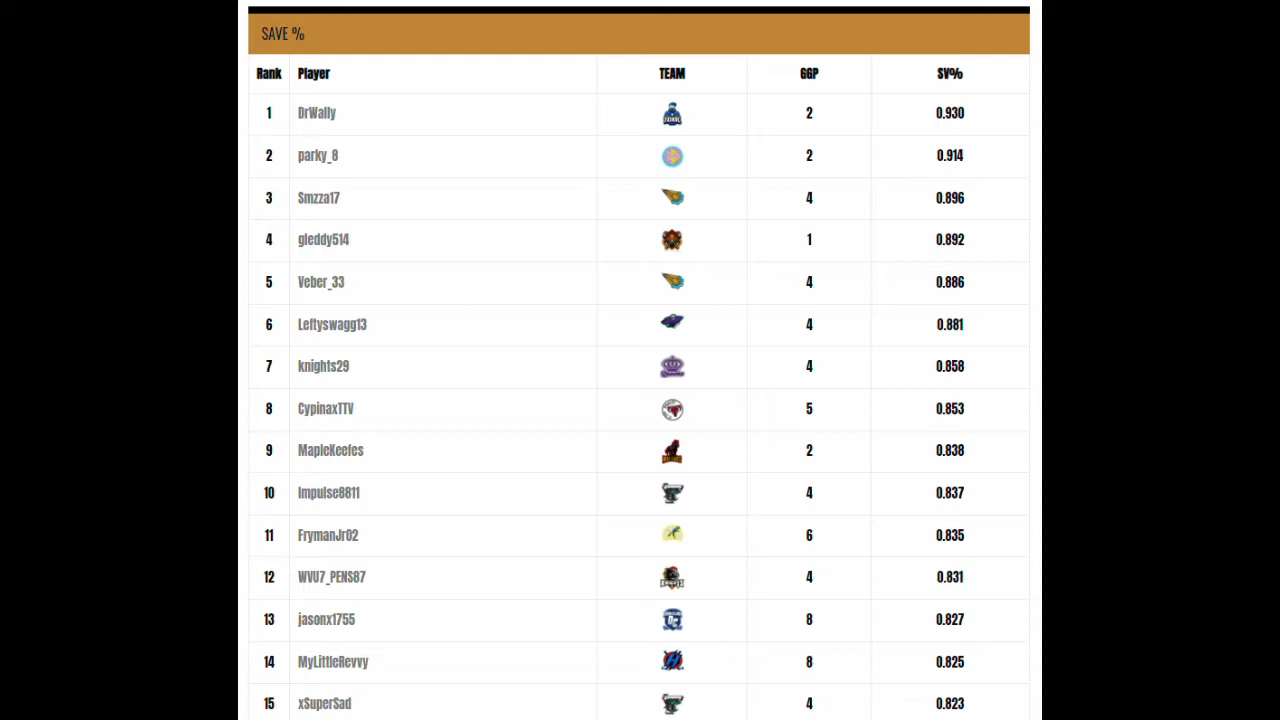 SAVE %
Rank Player TEAM GGP SV%
1 DrWally 2 0.930
2 parky_8 2 0.914
3 Smzza17 4 0.896
4 gleddy514 1 0.892
5 Veber_33 4 0.886
6 Leftyswagg13 4 0.881
7 knights29 4 0.858
8 CypinaxTTV 5 0.853
9 MapleKeefes 2 0.838
10 Impulse8811 4 0.837
11 FrymanJr02 6 0.835
12 WVU7_PENS87 4 0.831
13 jasonx1755 8 0.827
14 MyLittleRevvy 8 0.825
15 xSuperSad 4 0.823